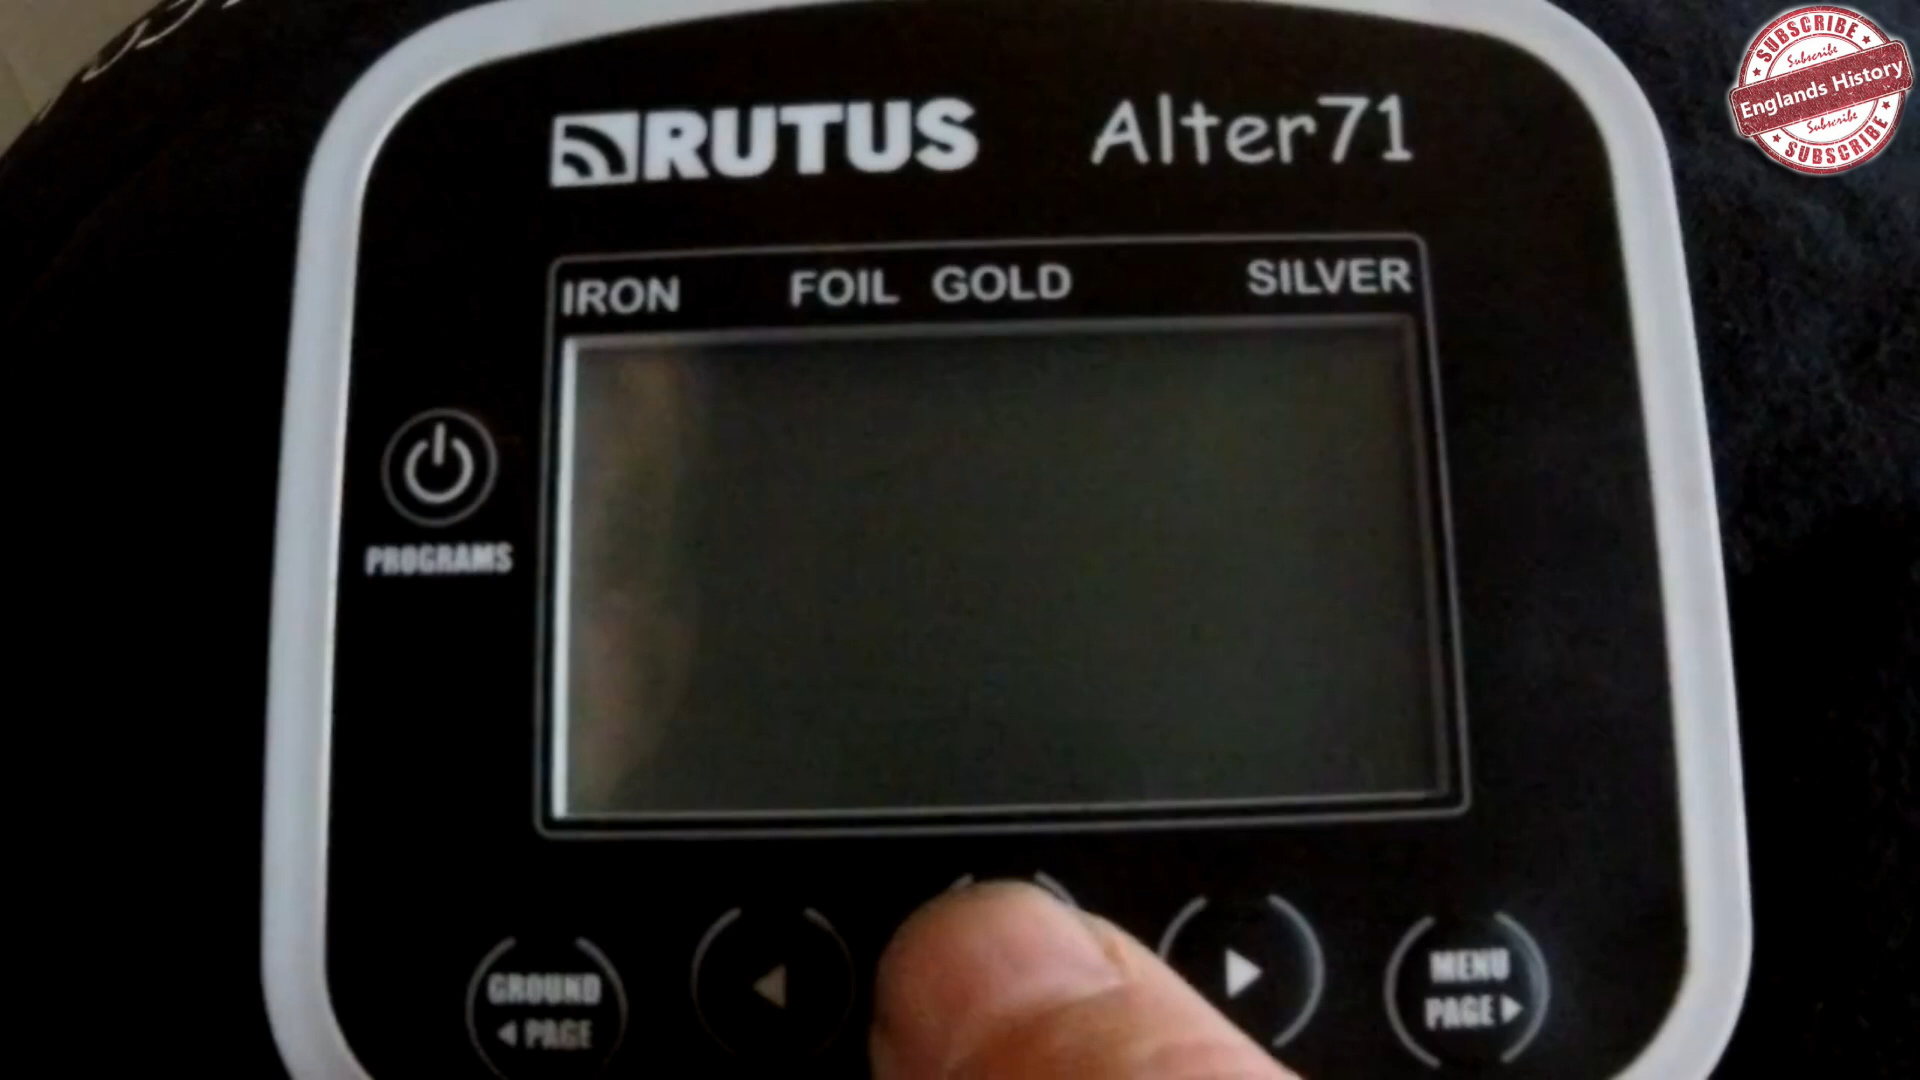 RUTUS Alter71
IRON FOIL GOLD SILVER
PROGRAMS
GROUND
◀ PAGE
◀
▶
MENU
PAGE ▶
SUBSCRIBE
Subscribe
Englands History
Subscribe
SUBSCRIBE